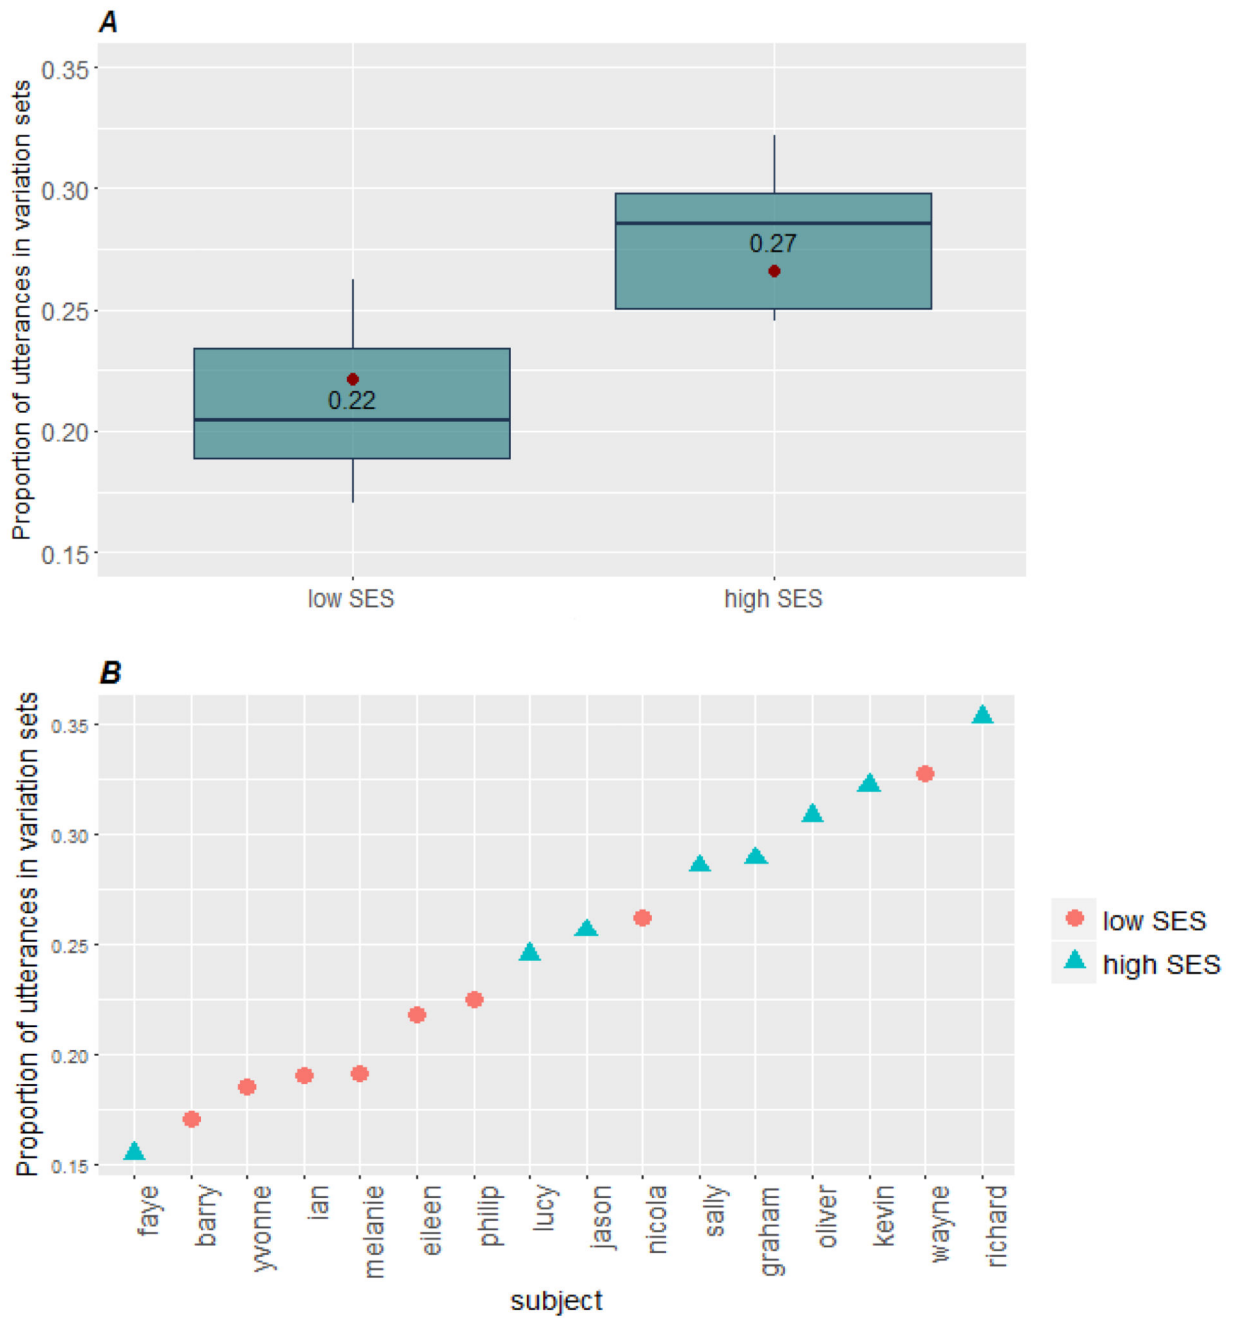 A
Proportion of utterances in variation sets
0.35
0.30
0.25
0.20
0.15
0.27
0.22
low SES
high SES
B
Proportion of utterances in variation sets
0.35
0.30
0.25
0.20
0.15
low SES
high SES
faye
barry
yvonne
ian
melanie
eileen
philip
lucy
jason
nicola
sally
graham
oliver
kevin
wayne
richard
subject